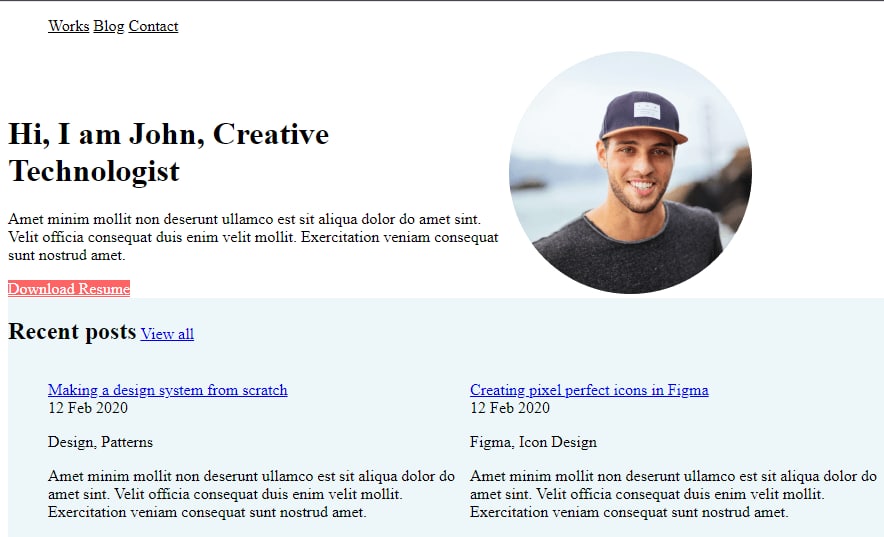 Works Blog Contact
Hi, I am John, Creative
Technologist
Amet minim mollit non deserunt ullamco est sit aliqua dolor do amet sint.
Velit officia consequat duis enim velit mollit. Exercitation veniam consequat
sunt nostrud amet.
Download Resume
Recent posts View all
Making a design system from scratch
12 Feb 2020
Design, Patterns
Amet minim mollit non deserunt ullamco est sit aliqua dolor do
amet sint. Velit officia consequat duis enim velit mollit.
Exercitation veniam consequat sunt nostrud amet.
Creating pixel perfect icons in Figma
12 Feb 2020
Figma, Icon Design
Amet minim mollit non deserunt ullamco est sit aliqua dolor do
amet sint. Velit officia consequat duis enim velit mollit.
Exercitation veniam consequat sunt nostrud amet.